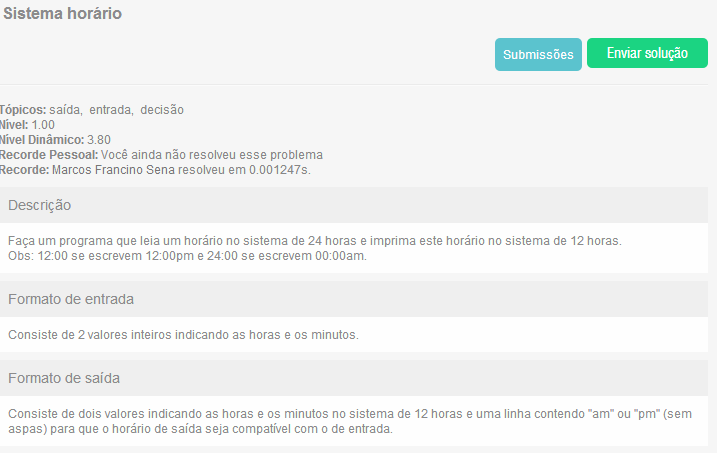 Sistema horário
Submissões
Enviar solução
Tópicos: saída, entrada, decisão
Nível: 1.00
Nível Dinâmico: 3.80
Recorde Pessoal: Você ainda não resolveu esse problema
Recorde: Marcos Francino Sena resolveu em 0.001247s.
Descrição
Faça um programa que leia um horário no sistema de 24 horas e imprima este horário no sistema de 12 horas.
Obs: 12:00 se escrevem 12:00pm e 24:00 se escrevem 00:00am.
Formato de entrada
Consiste de 2 valores inteiros indicando as horas e os minutos.
Formato de saída
Consiste de dois valores indicando as horas e os minutos no sistema de 12 horas e uma linha contendo "am" ou "pm" (sem
aspas) para que o horário de saída seja compatível com o de entrada.